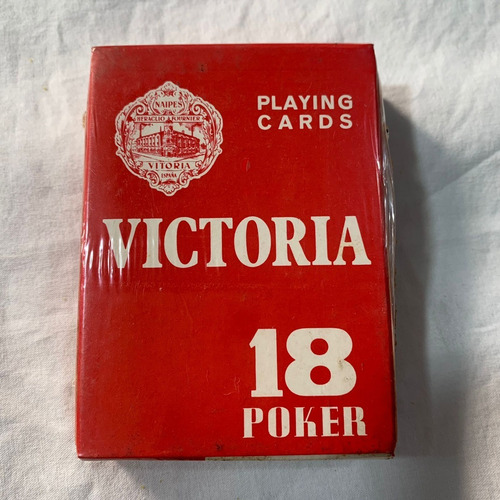 NAIPES
HERACLIO FOURNIER
VITORIA
ESPAÑA
PLAYING
CARDS
VICTORIA
18
POKER